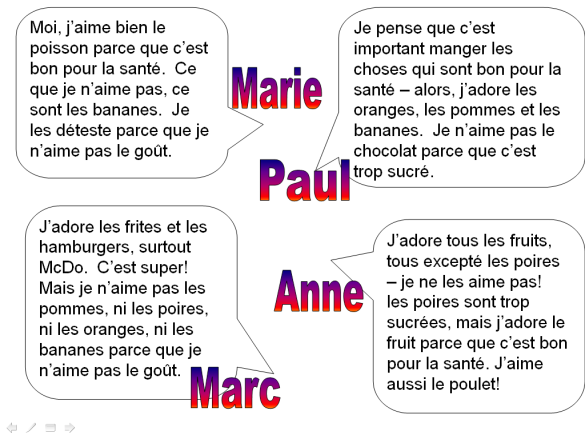 Moi, j'aime bien le
poisson parce que c'est
bon pour la santé.  Ce
que je n'aime pas, ce
sont les bananes.  Je
les déteste parce que je
n'aime pas le goût.
Marie
Je pense que c'est
important manger les
choses qui sont bon pour la
santé – alors, j'adore les
oranges, les pommes et les
bananes.  Je n'aime pas le
chocolat parce que c'est
trop sucré.
Paul
J'adore les frites et les
hamburgers, surtout
McDo.  C'est super!
Mais je n'aime pas les
pommes, ni les poires,
ni les oranges, ni les
bananes parce que je
n'aime pas le goût.
Marc
Anne
J'adore tous les fruits,
tous excepté les poires
– je ne les aime pas!
les poires sont trop
sucrées, mais j'adore le
fruit parce que c'est bon
pour la santé. J'aime
aussi le poulet!